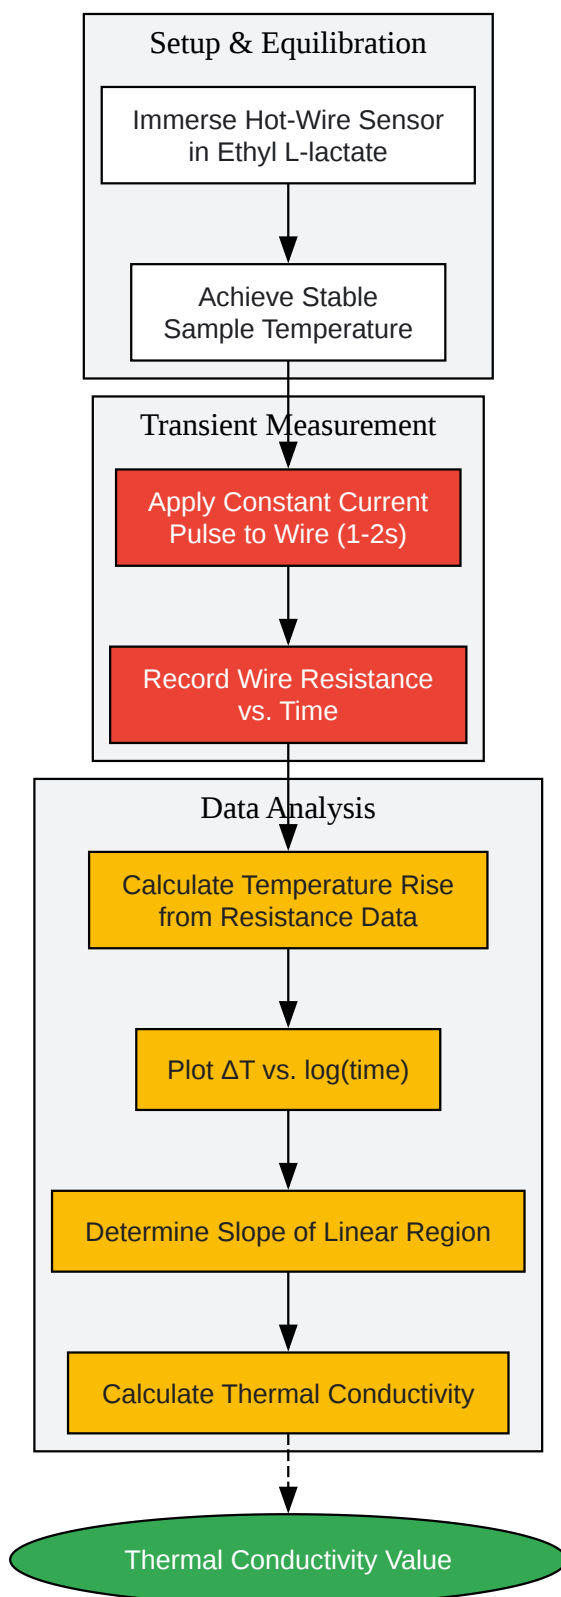 Setup & Equilibration
Immerse Hot-Wire Sensor
in Ethyl L-lactate
Achieve Stable
Sample Temperature
Transient Measurement
Apply Constant Current
Pulse to Wire (1-2s)
Record Wire Resistance
vs. Time
Data Analysis
Calculate Temperature Rise
from Resistance Data
Plot ΔT vs. log(time)
Determine Slope of Linear Region
Calculate Thermal Conductivity
Thermal Conductivity Value